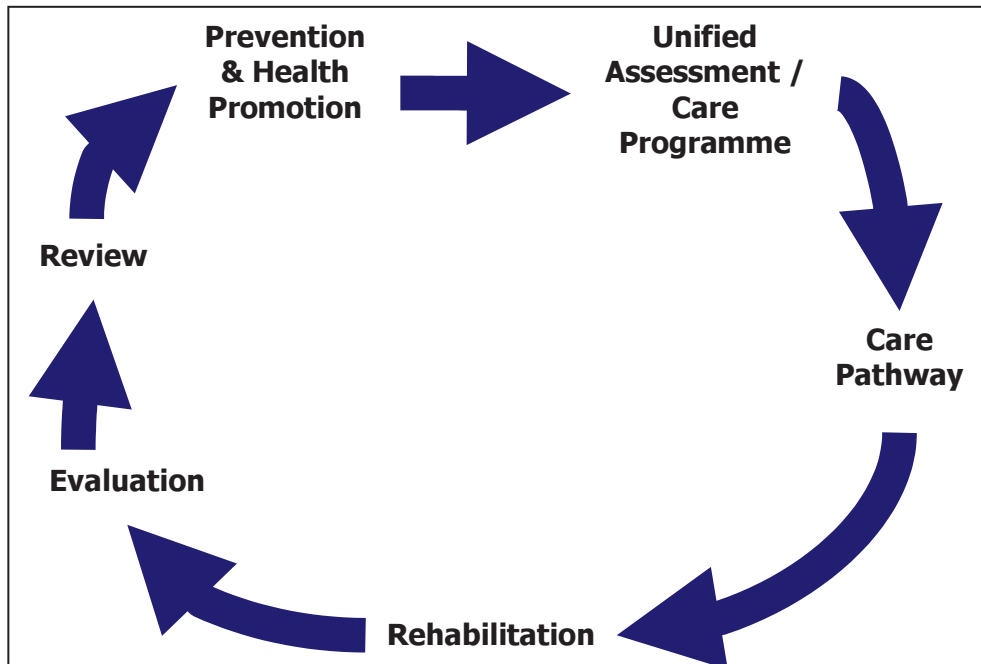 Prevention
& Health
Promotion
Unified
Assessment /
Care
Programme
Care
Pathway
Rehabilitation
Evaluation
Review